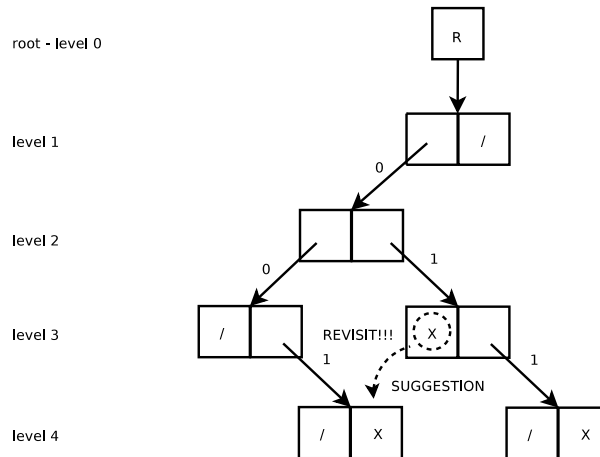 root - level 0
R
level 1
/
0
level 2
0
1
level 3
/
REVISIT!!!
X
1
SUGGESTION
1
level 4
/
X
/
X